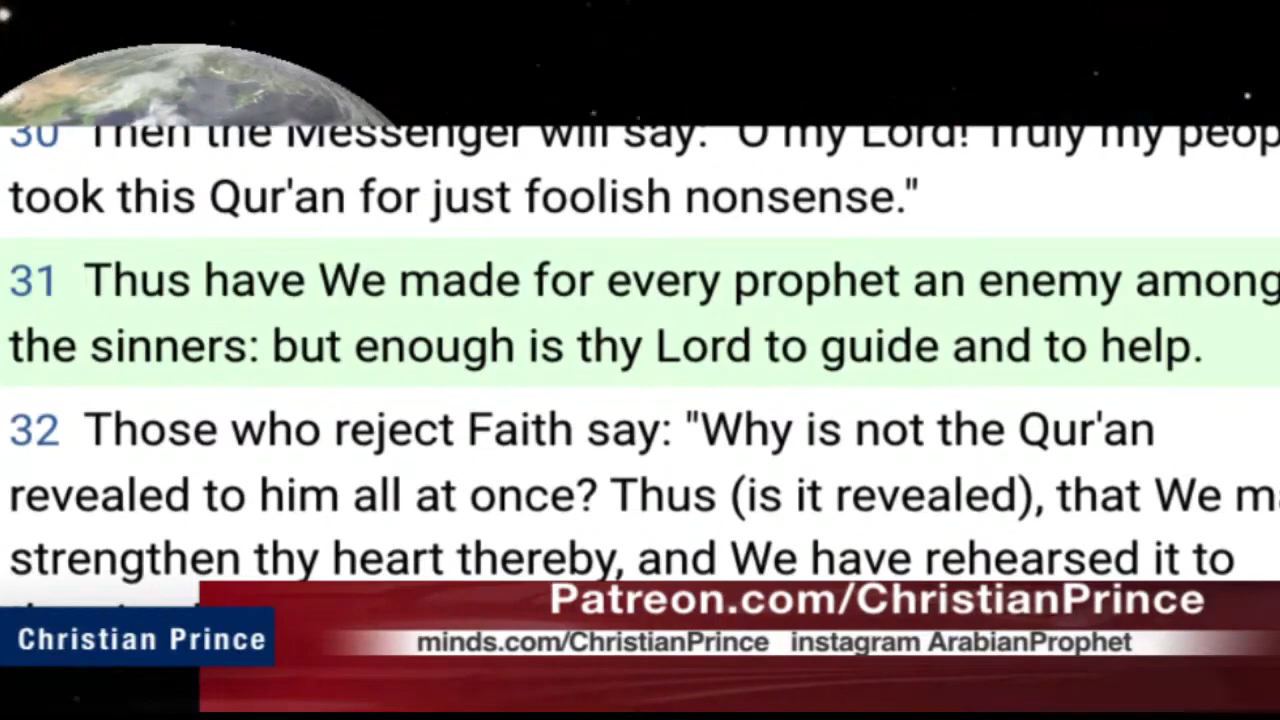 30 Then the Messenger will say: "O my Lord! Truly my peop
took this Qur'an for just foolish nonsense."
31 Thus have We made for every prophet an enemy among
the sinners: but enough is thy Lord to guide and to help.
32 Those who reject Faith say: "Why is not the Qur'an
revealed to him all at once? Thus (is it revealed), that We m
strengthen thy heart thereby, and We have rehearsed it to
Patreon.com/ChristianPrince
Christian Prince
minds.com/ChristianPrince instagram ArabianProphet